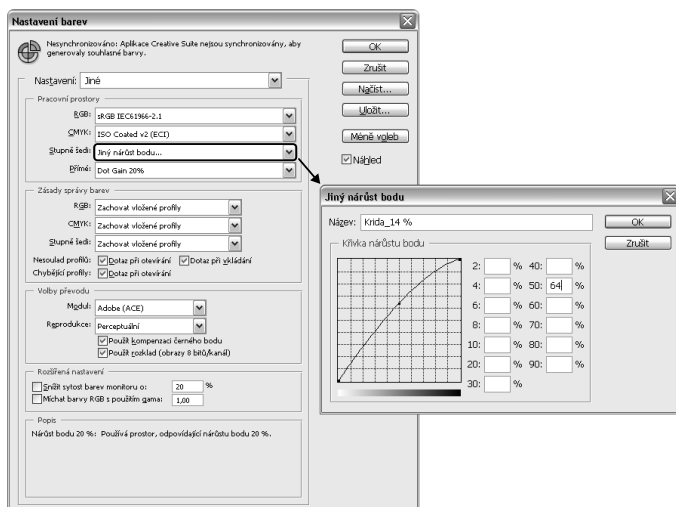 Nastavení barev
Nesynchronizováno: Aplikace Creative Suite nejsou synchronizovány, aby
generovaly souhlasné barvy.
OK
Zrušit
Načíst...
Uložit...
Méně voleb
Náhled
Nastavení: Jiné
Pracovní prostory
RGB: sRGB IEC61966-2.1
CMYK: ISO Coated v2 (ECI)
Stupně šedi: Jiný nárůst bodu...
Přímé: Dot Gain 20%
Zásady správy barev
RGB: Zachovat vložené profily
CMYK: Zachovat vložené profily
Stupně šedi: Zachovat vložené profily
Nesoulad profilů: Dotaz při otevírání Dotaz při vkládání
Chybějící profily: Dotaz při otevírání
Volby převodu
Modul: Adobe (ACE)
Reprodukce: Perceptuální
Použít kompenzaci černého bodu
Použít rozklad (obrazy 8 bitů/kanál)
Rozšířená nastavení
Snížit sytost barev monitoru o: 20 %
Míchat barvy RGB s použitím gama: 1,00
Popis
Nárůst bodu 20 %: Používá prostor, odpovídající nárůstu bodu 20 %.
Jiný nárůst bodu
Název: Krida_14 %
OK
Zrušit
Křivka nárůstu bodu
2: % 40: %
4: % 50: 64 %
6: % 60: %
8: % 70: %
10: % 80: %
20: % 90: %
30: %